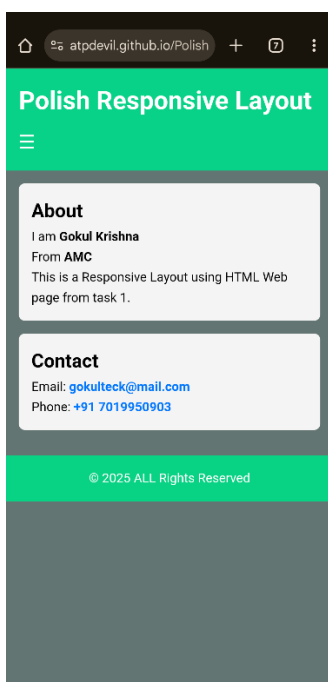 atpdevil.github.io/Polish
7
Polish Responsive Layout
About
I am Gokul Krishna
From AMC
This is a Responsive Layout using HTML Web
page from task 1.
Contact
Email: gokulteck@mail.com
Phone: +91 7019950903
© 2025 ALL Rights Reserved